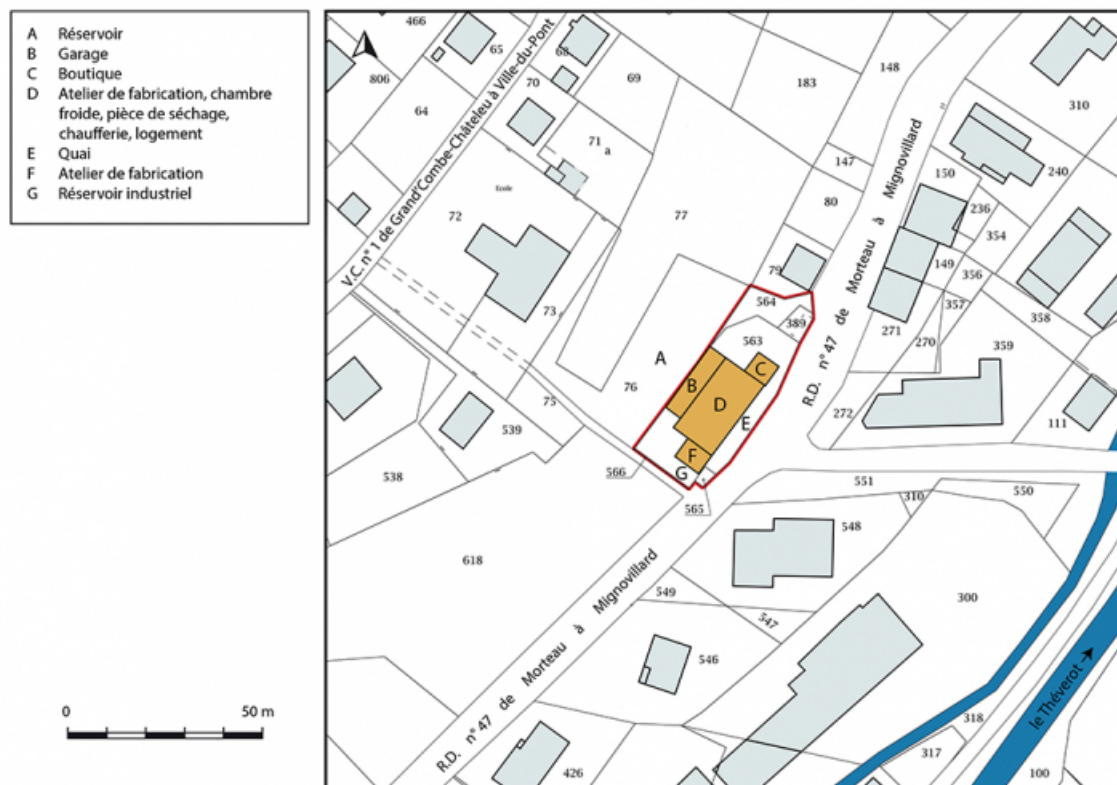 A Réservoir
B Garage
C Boutique
D Atelier de fabrication, chambre
froide, pièce de séchage,
chaufferie, logement
E Quai
F Atelier de fabrication
G Réservoir industriel
0 50 m
466
65
68
806
64
70
69
183
148
310
V.C. n° 1 de Grand'Combe-Châteleu à Ville-du-Pont
71
a
147
150
240
Ecole
72
77
80
236
354
R.D. n° 47 de Morteau à Mignovillard
79
149
356
73
564
389
357
358
271
270
359
563
A
B
C
D
E
F
G
76
75
272
111
539
538
566
565
551
310
550
548
618
549
547
300
546
R.D. n° 47 de Morteau à Mignovillard
le Théverot
318
317
426
100